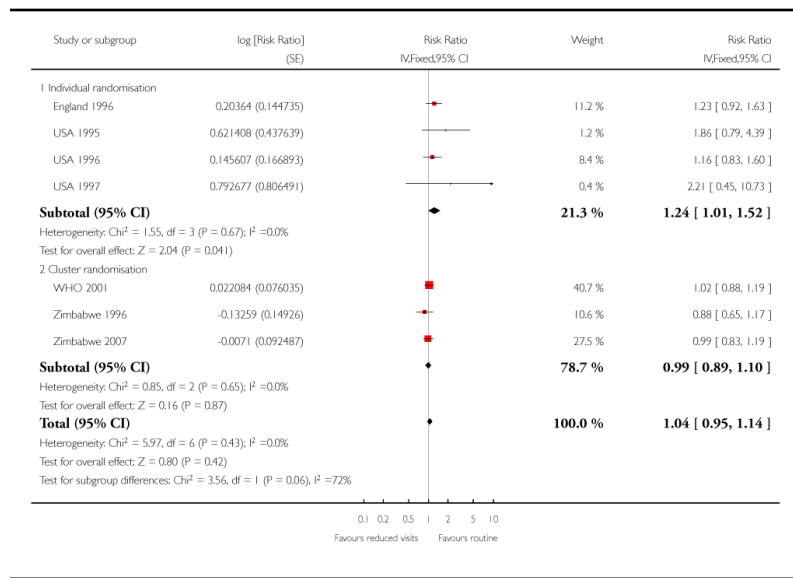 Study or subgroup log [Risk Ratio] Risk Ratio Weight Risk Ratio
(SE) IV,Fixed,95% CI IV,Fixed,95% CI
1 Individual randomisation
England 1996 0.20364 (0.144735) 11.2 % 1.23 [ 0.92, 1.63 ]
USA 1995 0.621408 (0.437639) 1.2 % 1.86 [ 0.79, 4.39 ]
USA 1996 0.145607 (0.166893) 8.4 % 1.16 [ 0.83, 1.60 ]
USA 1997 0.792677 (0.806491) 0.4 % 2.21 [ 0.45, 10.73 ]
Subtotal (95% CI) 21.3 % 1.24 [ 1.01, 1.52 ]
Heterogeneity: Chi² = 1.55, df = 3 (P = 0.67); I² =0.0%
Test for overall effect: Z = 2.04 (P = 0.041)
2 Cluster randomisation
WHO 2001 0.022084 (0.076035) 40.7 % 1.02 [ 0.88, 1.19 ]
Zimbabwe 1996 -0.13259 (0.14926) 10.6 % 0.88 [ 0.65, 1.17 ]
Zimbabwe 2007 -0.0071 (0.092487) 27.5 % 0.99 [ 0.83, 1.19 ]
Subtotal (95% CI) 78.7 % 0.99 [ 0.89, 1.10 ]
Heterogeneity: Chi² = 0.85, df = 2 (P = 0.65); I² =0.0%
Test for overall effect: Z = 0.16 (P = 0.87)
Total (95% CI) 100.0 % 1.04 [ 0.95, 1.14 ]
Heterogeneity: Chi² = 5.97, df = 6 (P = 0.43); I² =0.0%
Test for overall effect: Z = 0.80 (P = 0.42)
Test for subgroup differences: Chi² = 3.56, df = 1 (P = 0.06), I² =72%
0.1 0.2 0.5 1 2 5 10
Favours reduced visits Favours routine